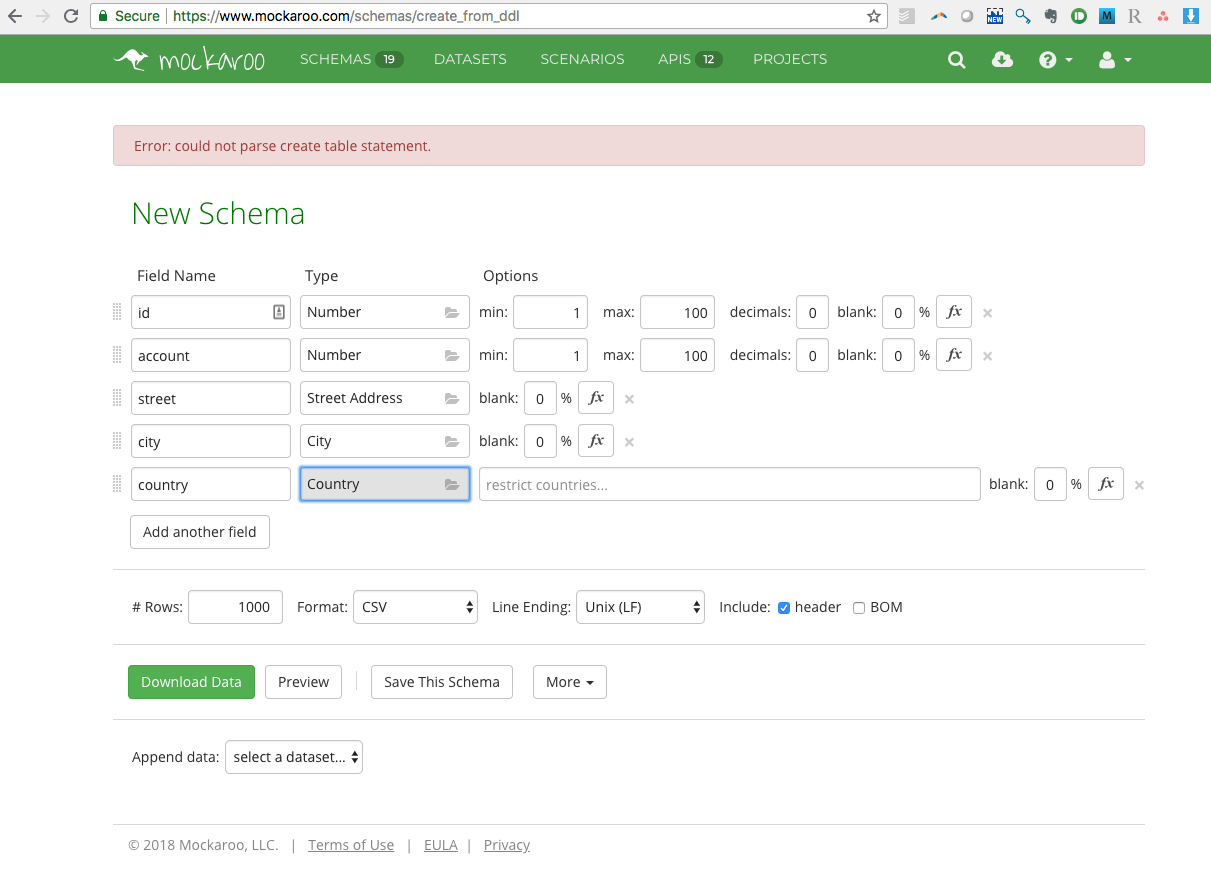 Secure https://www.mockaroo.com/schemas/create_from_ddl NEW M R
mockaroo SCHEMAS 19 DATASETS SCENARIOS APIS 12 PROJECTS ?
Error: could not parse create table statement.
New Schema
Field Name Type Options
id Number min: 1 max: 100 decimals: 0 blank: 0 % fx ×
account Number min: 1 max: 100 decimals: 0 blank: 0 % fx ×
street Street Address blank: 0 % fx ×
city City blank: 0 % fx ×
country Country restrict countries... blank: 0 % fx ×
Add another field
# Rows: 1000 Format: CSV Line Ending: Unix (LF) Include: header BOM
Download Data Preview Save This Schema More
Append data: select a dataset...
© 2018 Mockaroo, LLC. | Terms of Use | EULA | Privacy